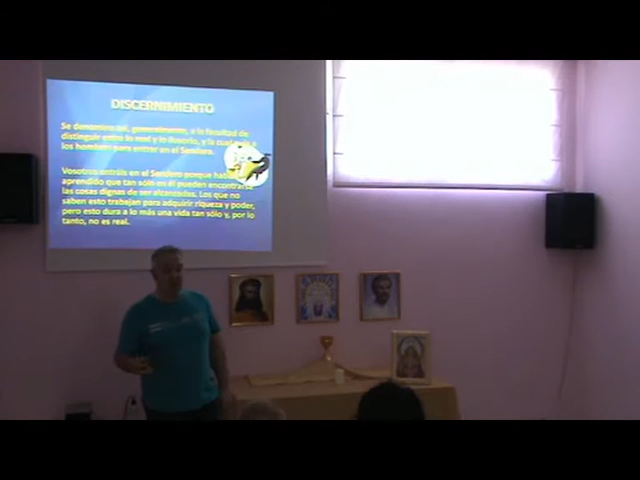 DISCERNIMIENTO
Se denomina así, generalmente, a la facultad de
distinguir entre lo real y lo ilusorio, y la cual
los hombres para entrar en el Sendero.
Vosotros entráis en el Sendero porque
aprendido que tan sólo en él pueden encontrarse
las cosas dignas de ser alcanzadas. Los que no
saben esto trabajan para adquirir riqueza y poder,
pero esto dura a lo más una vida tan sólo y, por lo
tanto, no es real.